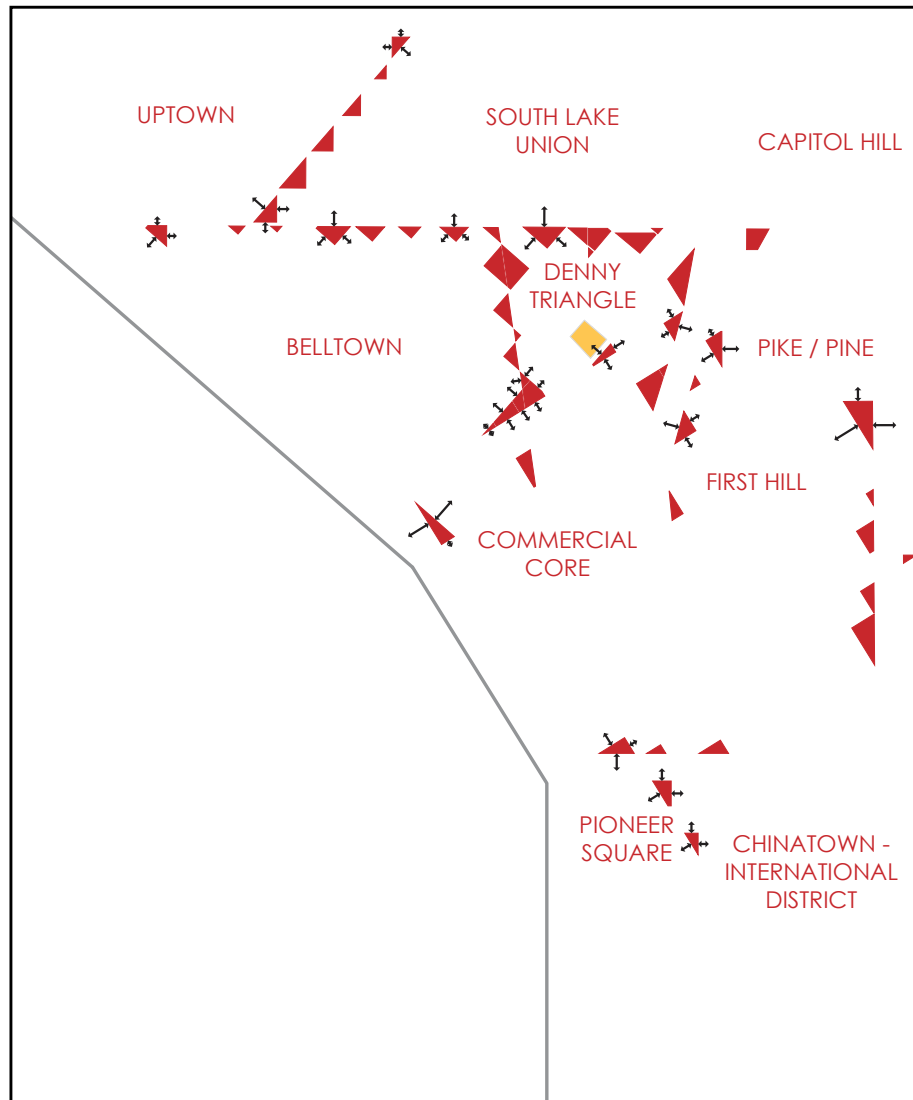 UPTOWN
SOUTH LAKE
UNION
CAPITOL HILL
DENNY
TRIANGLE
BELLTOWN
PIKE / PINE
FIRST HILL
COMMERCIAL
CORE
PIONEER
SQUARE
CHINATOWN -
INTERNATIONAL
DISTRICT